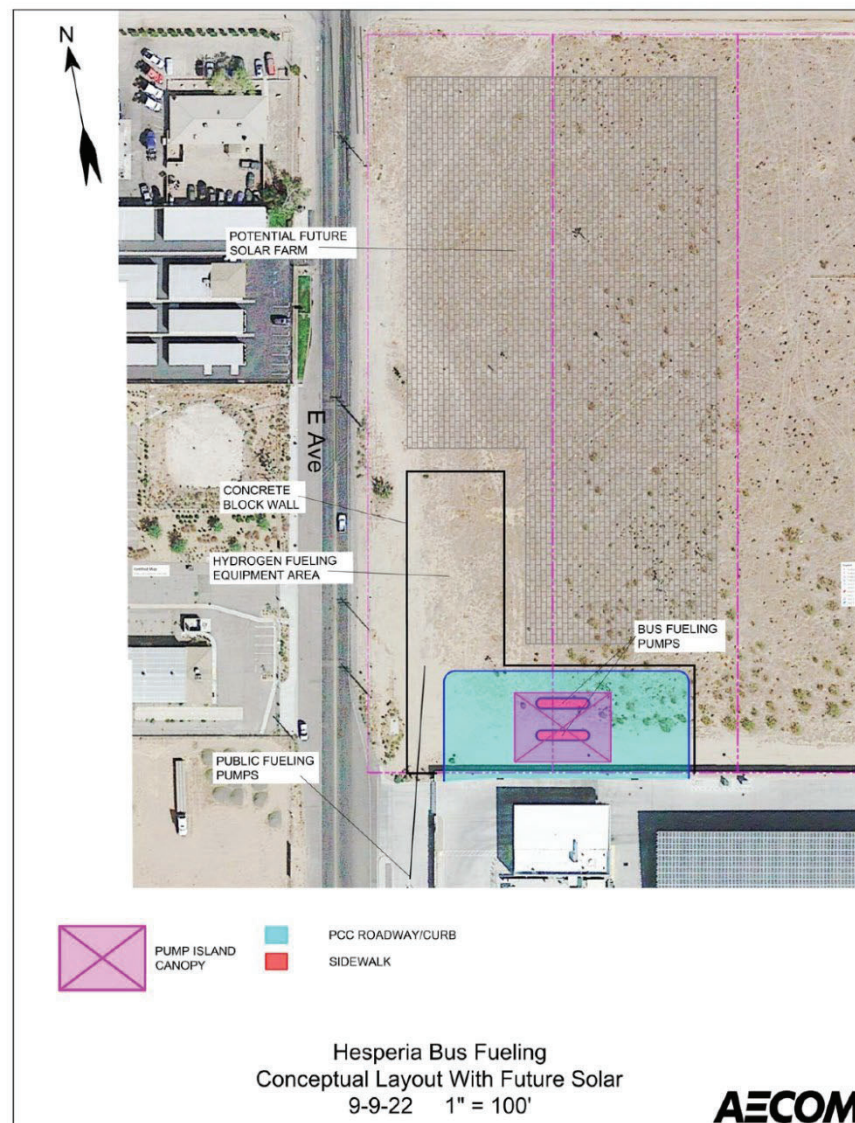 N
POTENTIAL FUTURE
SOLAR FARM
E Ave
CONCRETE
BLOCK WALL
HYDROGEN FUELING
EQUIPMENT AREA
BUS FUELING
PUMPS
PUBLIC FUELING
PUMPS
PUMP ISLAND
CANOPY
PCC ROADWAY/CURB
SIDEWALK
Hesperia Bus Fueling
Conceptual Layout With Future Solar
9-9-22 1" = 100'
AECOM